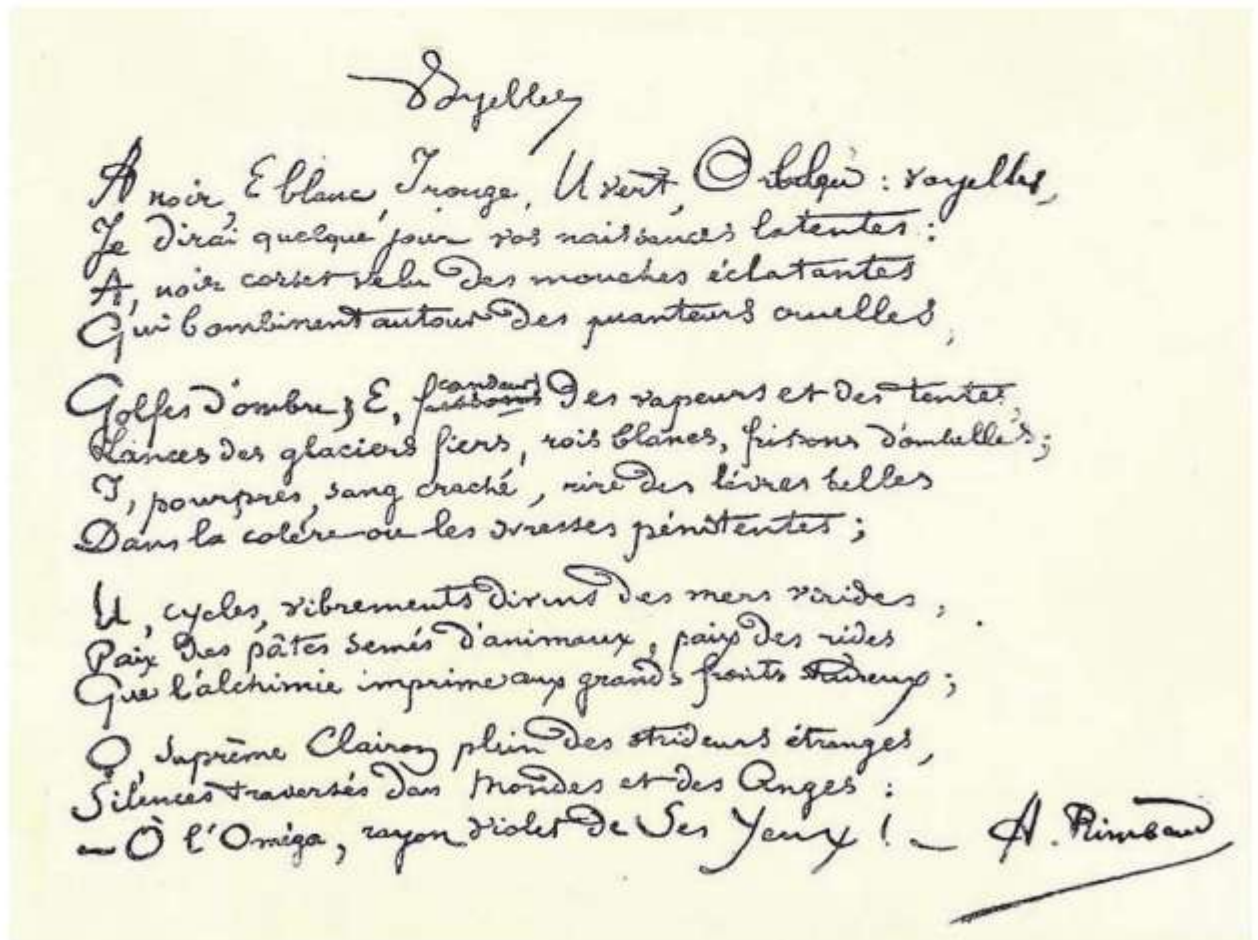 Voyelles
A noir, E blanc, I rouge, U vert, O bleu : voyelles,
Je dirai quelque jour vos naissances latentes :
A, noir corset velu des mouches éclatantes
Qui bombinent autour des puanteurs cruelles,
Golfes d'ombre ; E, candeurs des vapeurs et des tentes,
Lances des glaciers fiers, rois blancs, frissons d'ombelles ;
I, pourpres, sang craché, rire des lèvres belles
Dans la colère ou les ivresses pénitentes ;
U, cycles, vibrements divins des mers virides,
Paix des pâtis semés d'animaux, paix des rides
Que l'alchimie imprime aux grands fronts studieux ;
O, suprême Clairon plein des strideurs étranges,
Silences traversés des Mondes et des Anges :
– O l'Oméga, rayon violet de Ses Yeux ! –
A. Rimbaud